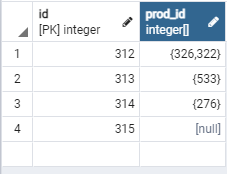 id
[PK] integer
prod_id
integer[]
1 312 {326,322}
2 313 {533}
3 314 {276}
4 315 [null]